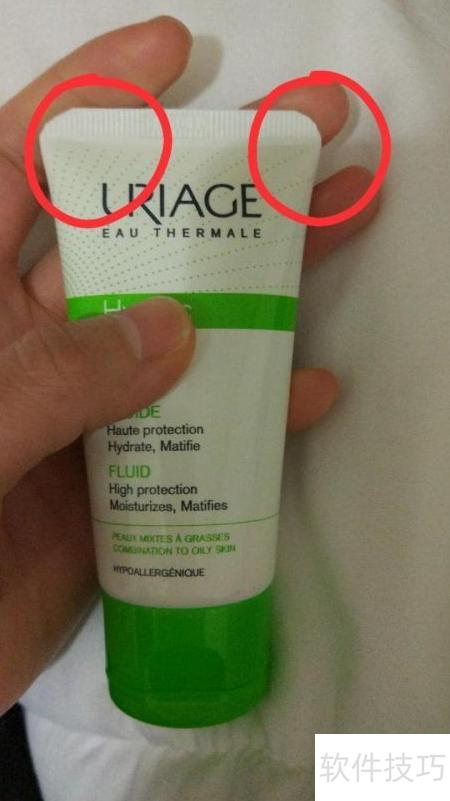 URIAGE
EAU THERMALE
Haute protection
Hydrate, Matifie
FLUID
High protection
Moisturizes, Matifies
PEAUX MIXTES À GRASSES
COMBINATION TO OILY SKIN
HYPOALLERGÉNIQUE
软件技巧